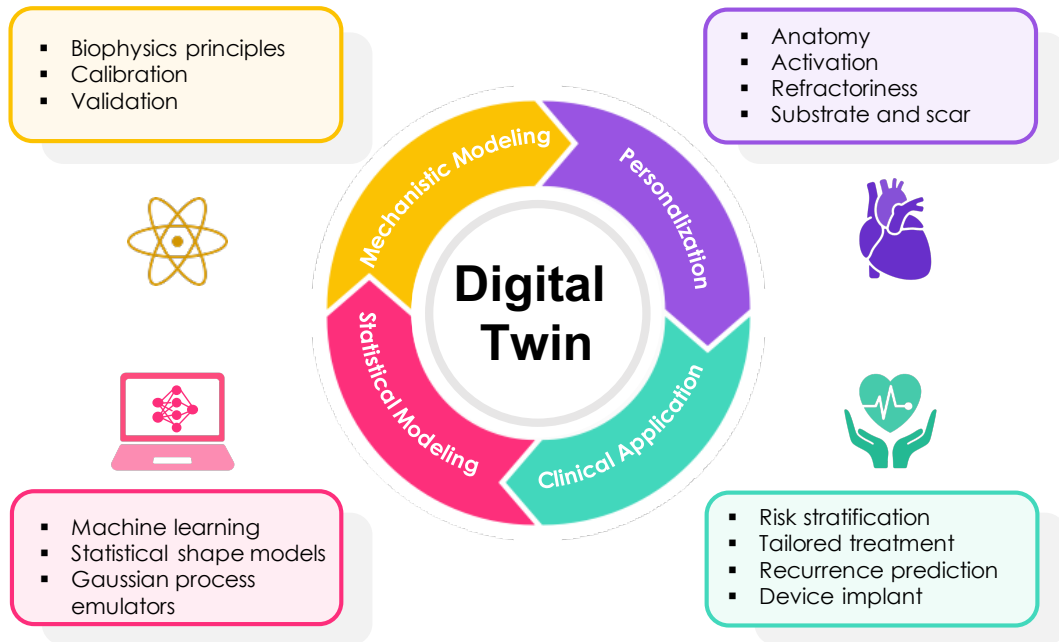 ▪ Biophysics principles
▪ Calibration
▪ Validation
▪ Anatomy
▪ Activation
▪ Refractoriness
▪ Substrate and scar
Mechanistic Modeling
Personalization
Digital
Twin
Statistical Modeling
Clinical Application
▪ Machine learning
▪ Statistical shape models
▪ Gaussian process
emulators
▪ Risk stratification
▪ Tailored treatment
▪ Recurrence prediction
▪ Device implant